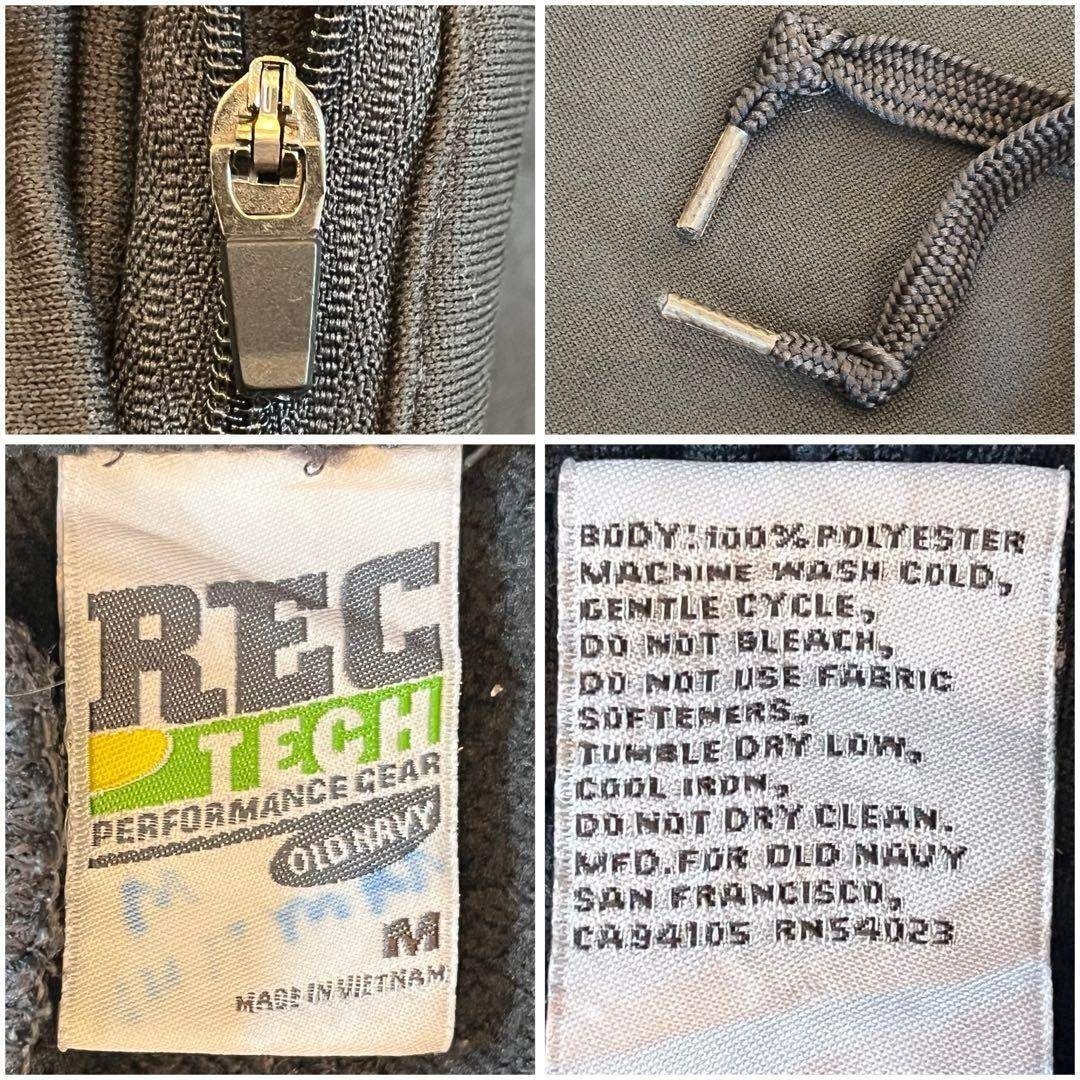 REC
TECH
PERFORMANCE GEAR
OLD NAVY
M
MADE IN VIETNAM
BODY: 100% POLYESTER
MACHINE WASH COLD,
GENTLE CYCLE,
DO NOT BLEACH,
DO NOT USE FABRIC
SOFTENERS,
TUMBLE DRY LOW,
COOL IRON,
DO NOT DRY CLEAN.
MFD. FOR OLD NAVY
SAN FRANCISCO,
CA94105 RN54023